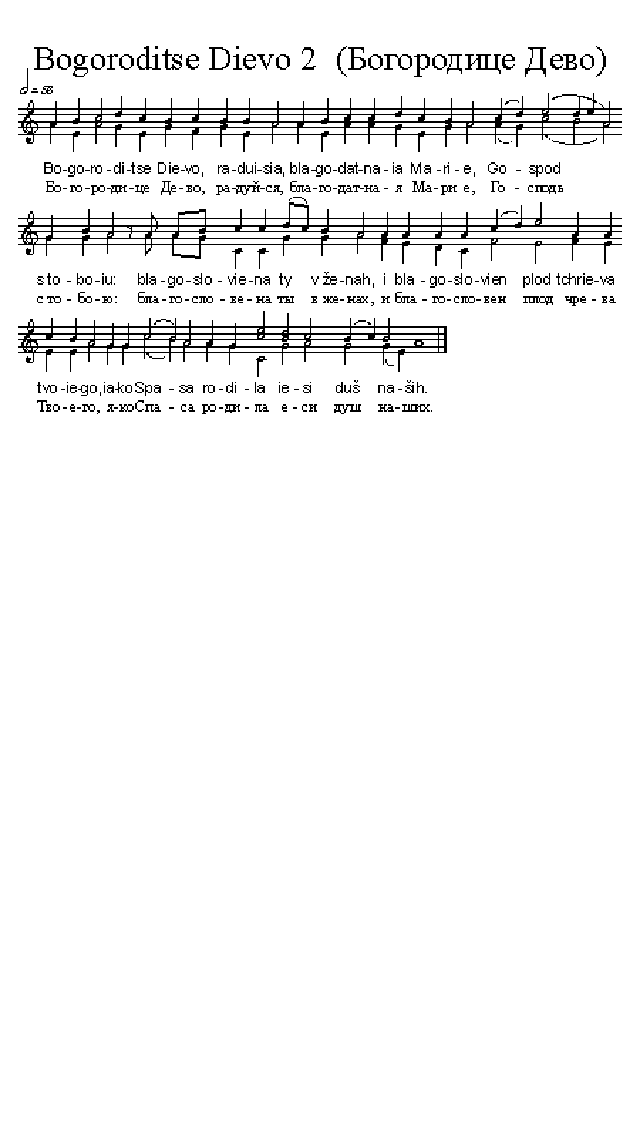 Bogoroditse Dievo 2 (Богородице Дево)
= 58
Bo-go-ro-di-tse Die-vo, ra-dui-sia, bla-go-dat-na-ia Ma-ri-e, Go - spod
Бо-го-ро-ди-це Де-во, ра-дуй-ся, бла-го-дат-на-я Ма-ри е, Го - сподь
s to - bo-iu: bla-go-slo - vie-na ty v že-nah, i bla-go-slo-vien plod tchrie-va
с то - бо-ю: бла-го-сло - ве-на ты в же-нах, и бла-го-сло-вен плод чре-ва
tvo-ie-go, ia-ko Spa - sa ro-di - la ie-si duš na-ših.
Тво-е-го, я-ко Спа - са ро-ди - ла е-си душ на-ших.